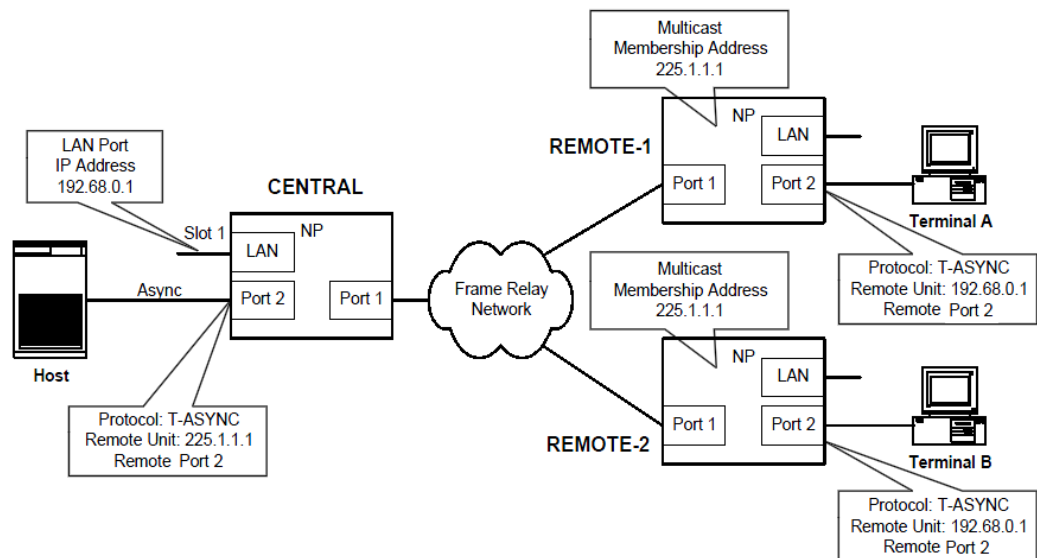 Multicast
Membership Address
225.1.1.1
NP
LAN
REMOTE-1
Port 1
Port 2
Terminal A
LAN Port
IP Address
192.68.0.1
CENTRAL
Slot 1
NP
LAN
Async
Port 2
Port 1
Host
Frame Relay
Network
Protocol: T-ASYNC
Remote Unit: 192.68.0.1
Remote Port 2
Multicast
Membership Address
225.1.1.1
NP
LAN
Port 1
Port 2
REMOTE-2
Terminal B
Protocol: T-ASYNC
Remote Unit: 225.1.1.1
Remote Port 2
Protocol: T-ASYNC
Remote Unit: 192.68.0.1
Remote Port 2